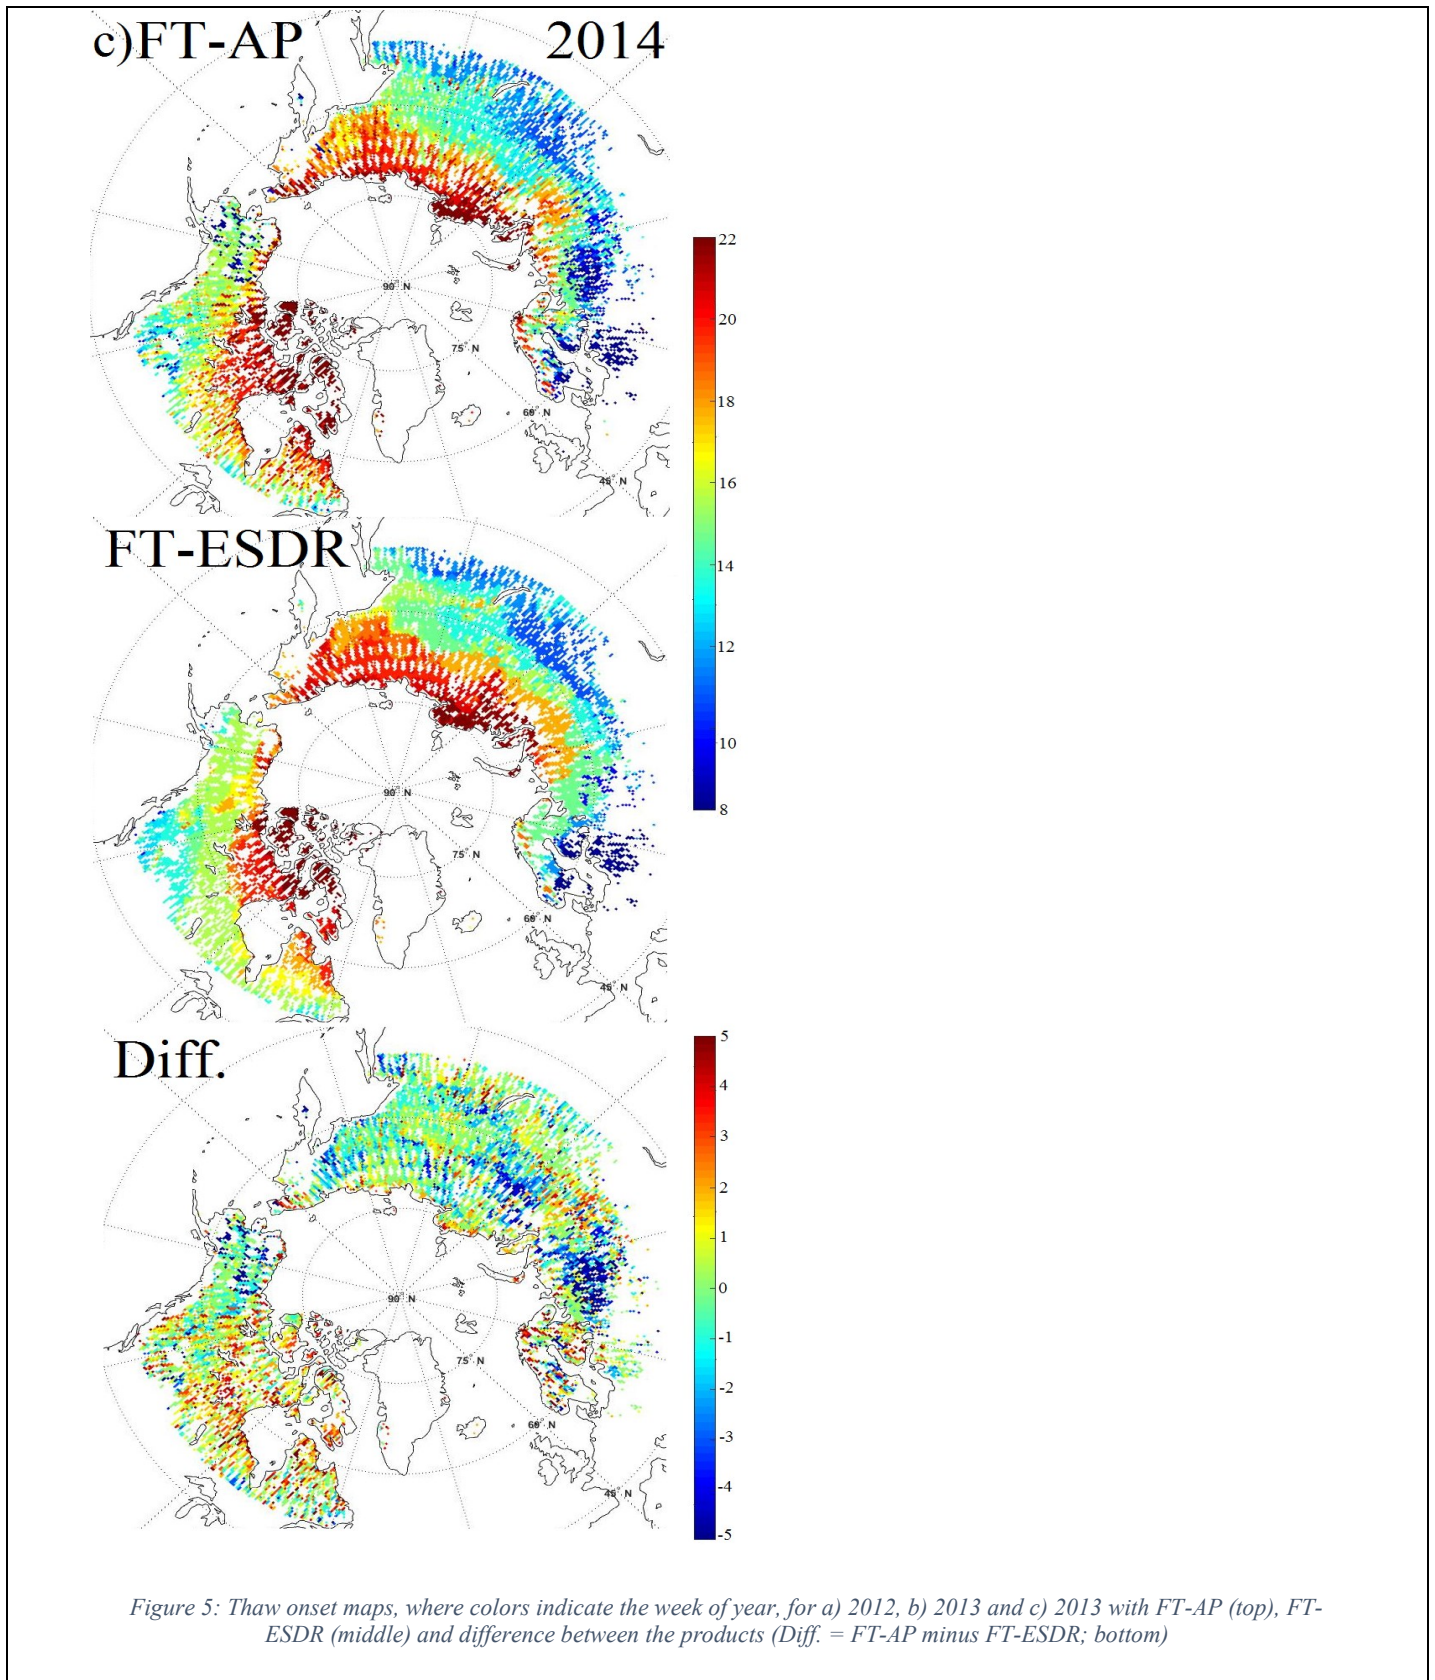 c)FT-AP 2014
90° N
75° N
60° N
45° N
FT-ESDR
90° N
75° N
60° N
45° N
22
20
18
16
14
12
10
8
Diff.
90° N
75° N
60° N
45° N
5
4
3
2
1
0
-1
-2
-3
-4
-5
Figure 5: Thaw onset maps, where colors indicate the week of year, for a) 2012, b) 2013 and c) 2013 with FT-AP (top), FT-
ESDR (middle) and difference between the products (Diff. = FT-AP minus FT-ESDR; bottom)